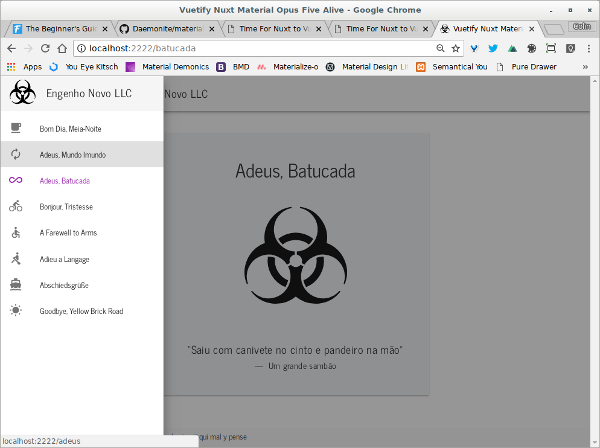 Vuetify Nuxt Material Opus Five Alive - Google Chrome
The Beginner's Gui
Daemonite/material
Time For Nuxt to V
Time For Nuxt to V
Vuetify Nuxt Mater
Colin
localhost:2222/batucada
Apps
You Eye Kitsch
Material Demonics
BMD
Materialize-o
Material Design Li
Semantical You
Pure Drawer
»
Engenho Novo LLC
Novo LLC
Bom Dia, Meia-Noite
Adeus, Mundo Imundo
Adeus, Batucada
Bonjour, Tristesse
A Farewell to Arms
Adieu a Langage
Abschiedsgrüße
Goodbye, Yellow Brick Road
Adeus, Batucada
"Saiu com canivete no cinto e pandeiro na mão"
— Um grande sambão
qui mal y pense
localhost:2222/adeus